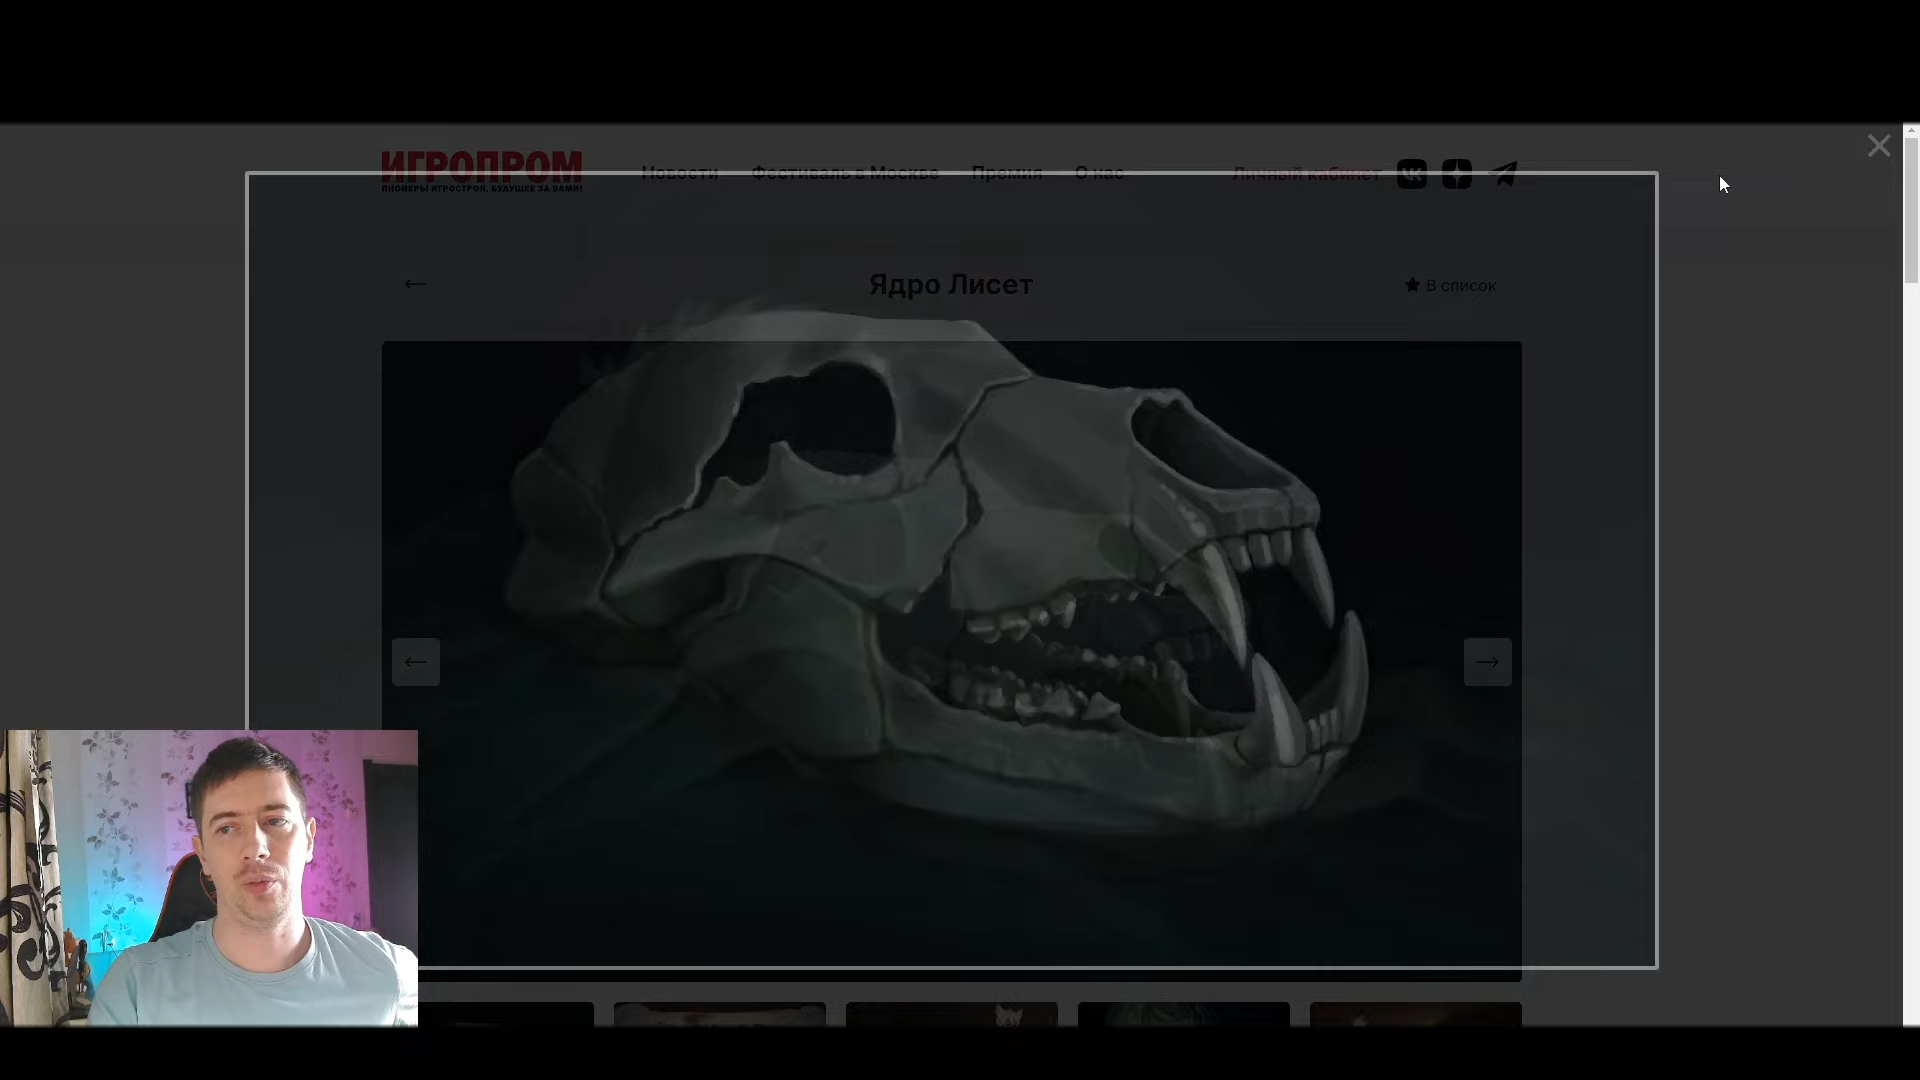 ИГРОПРОМ
ПИОНЕРЫ ИГРОСТРОЯ. БУДУЩЕЕ ЗА ВАМИ!
Новости Фестиваль в Москве Премия О нас Личный кабинет
Ядро Лисет
В список